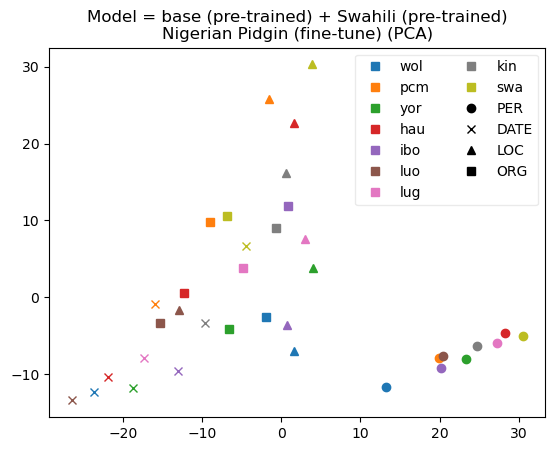 Model = base (pre-trained) + Swahili (pre-trained)
Nigerian Pidgin (fine-tune) (PCA)
wol
pcm
yor
hau
ibo
luo
lug
kin
swa
PER
DATE
LOC
ORG
30
20
10
0
−10
−20
−10
0
10
20
30